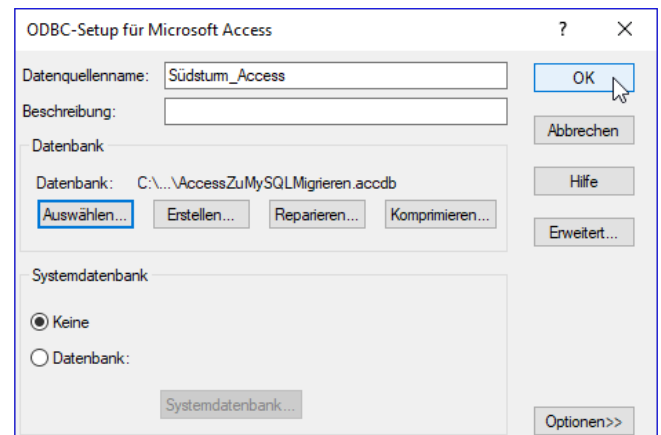 ODBC-Setup für Microsoft Access
Datenquellenname: Südsturm_Access
OK
Beschreibung:
Abbrechen
Datenbank
Datenbank: C:\...\AccessZuMySQLMigrieren.accdb
Hilfe
Auswählen... Erstellen... Reparieren... Komprimieren...
Erweitert...
Systemdatenbank
Keine
Datenbank:
Systemdatenbank...
Optionen>>